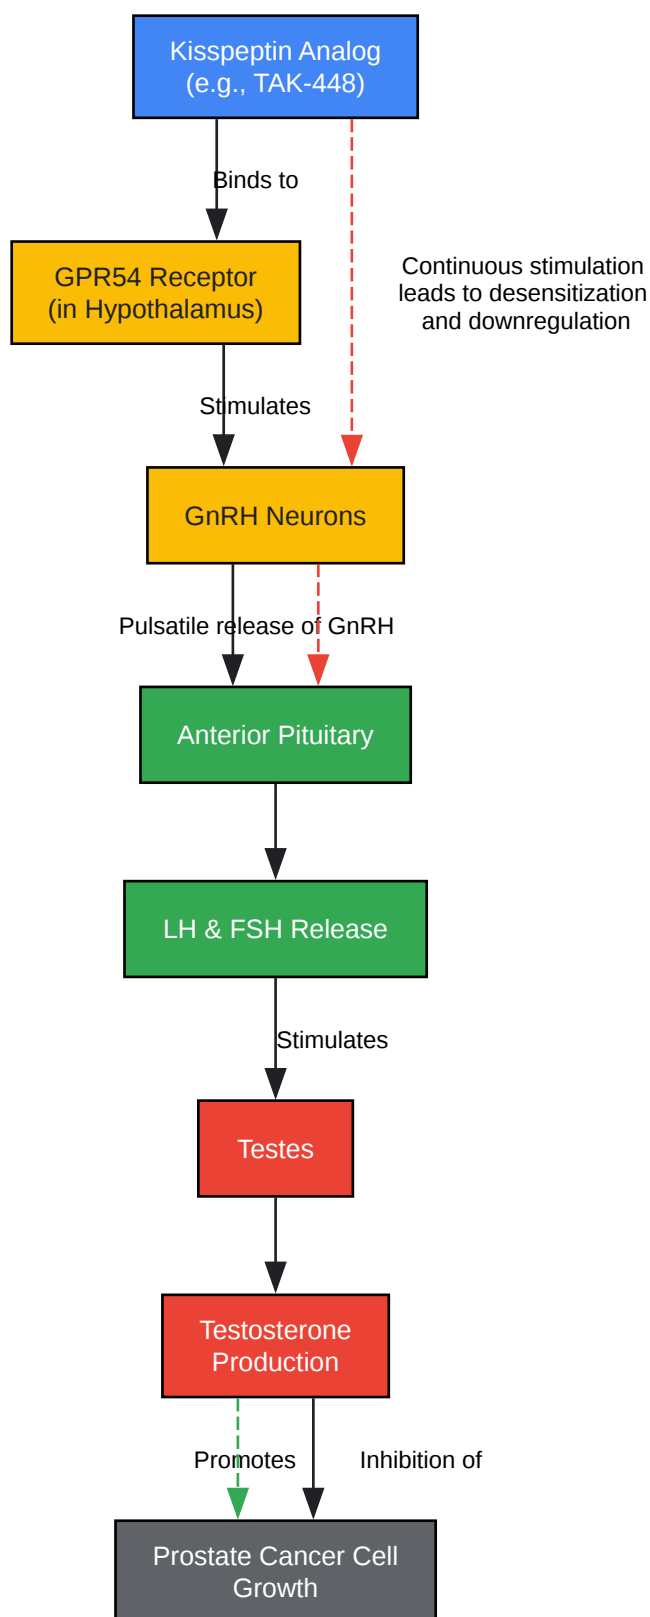 Kisspeptin Analog
(e.g., TAK-448)
Binds to
GPR54 Receptor
(in Hypothalamus)
Continuous stimulation
leads to desensitization
and downregulation
Stimulates
GnRH Neurons
Pulsatile release of GnRH
Anterior Pituitary
LH & FSH Release
Stimulates
Testes
Testosterone
Production
Promotes
Inhibition of
Prostate Cancer Cell
Growth